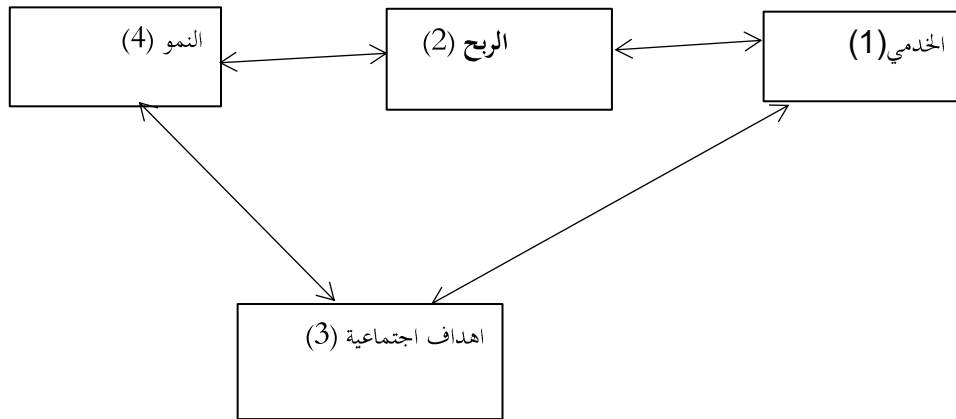 الخدمي(1)
الربح (2)
النمو (4)
اهداف اجتماعية (3)